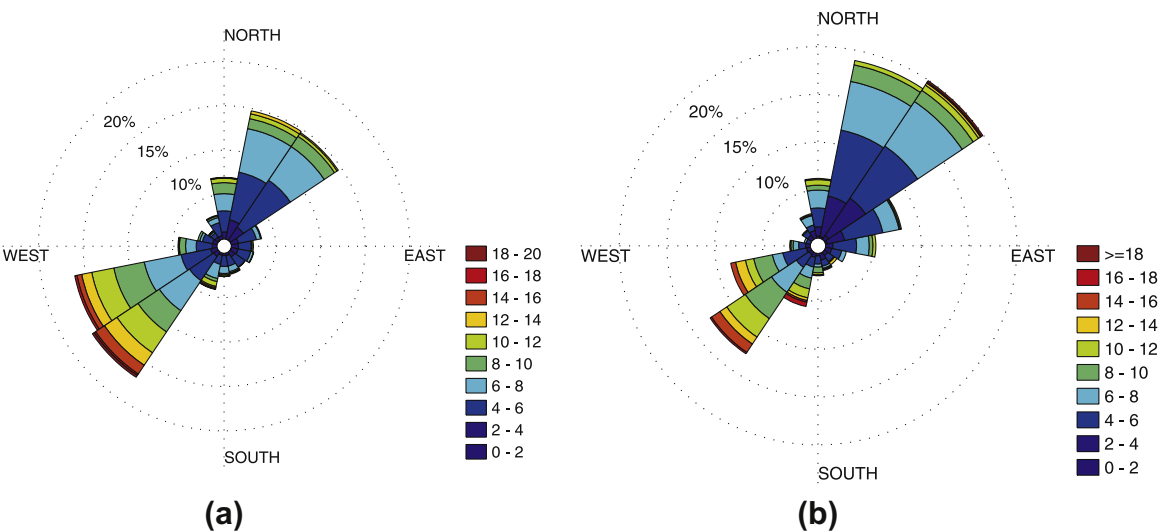 NORTH
20%
15%
10%
WEST
EAST
SOUTH
18 - 20
16 - 18
14 - 16
12 - 14
10 - 12
8 - 10
6 - 8
4 - 6
2 - 4
0 - 2
(a)
NORTH
20%
15%
10%
WEST
EAST
SOUTH
>=18
16 - 18
14 - 16
12 - 14
10 - 12
8 - 10
6 - 8
4 - 6
2 - 4
0 - 2
(b)